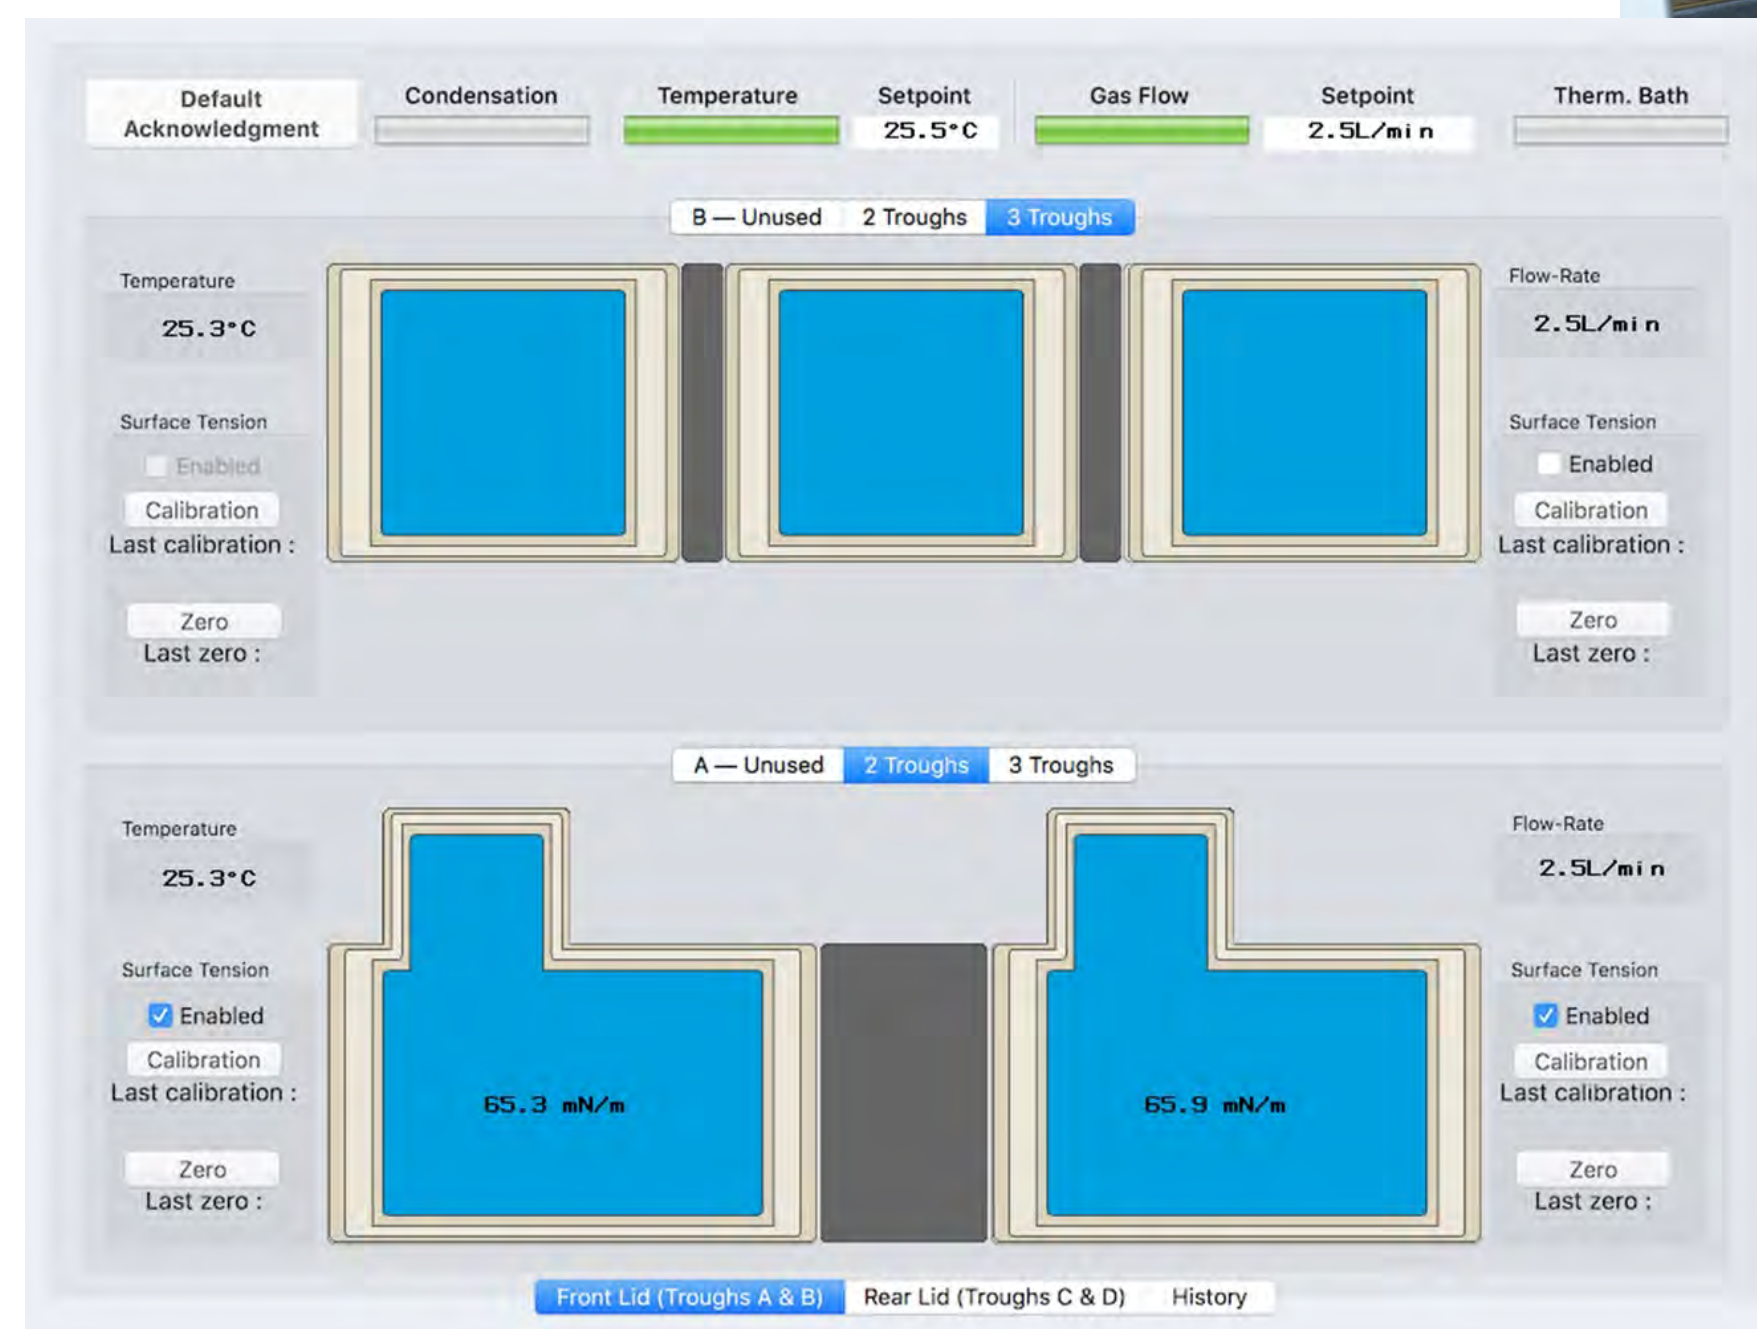 Default
Acknowledgment
Condensation
Temperature
Setpoint
25.5°C
Gas Flow
Setpoint
2.5L/min
Therm. Bath
B — Unused 2 Troughs 3 Troughs
Temperature
25.3°C
Surface Tension
Enabled
Calibration
Last calibration :
Zero
Last zero :
Flow-Rate
2.5L/min
Surface Tension
Enabled
Calibration
Last calibration :
Zero
Last zero :
A — Unused 2 Troughs 3 Troughs
Temperature
25.3°C
Surface Tension
Enabled
Calibration
Last calibration :
Zero
Last zero :
65.3 mN/m
65.9 mN/m
Flow-Rate
2.5L/min
Surface Tension
Enabled
Calibration
Last calibration :
Zero
Last zero :
Front Lid (Troughs A & B) Rear Lid (Troughs C & D) History